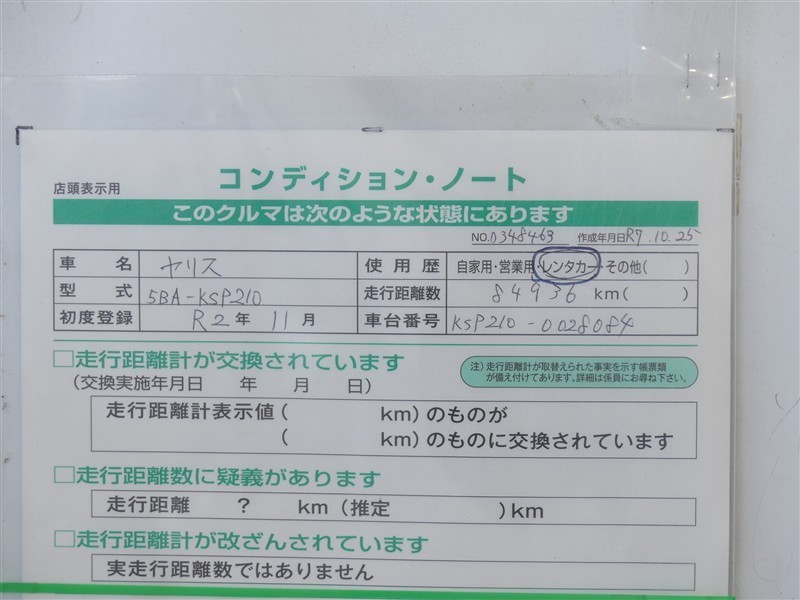 コンディション・ノート
店頭表示用
このクルマは次のような状態にあります
NO.0348463 作成年月日R7.10.25
車名 ヤリス 使用歴 自家用・営業用・レンタカー・その他( )
型式 5BA-KSP210 走行距離数 84936 km( )
初度登録 R2年 11月 車台番号 KSP210-0028084
□走行距離計が交換されています
(交換実施年月日 年 月 日)
注)走行距離計が取替えられた事実を示す帳票類
が備え付けてあります。詳細は係員にお尋ね下さい。
走行距離計表示値( km)のものが
( km)のものに交換されています
□走行距離数に疑義があります
走行距離 ? km(推定 )km
□走行距離計が改ざんされています
実走行距離数ではありません